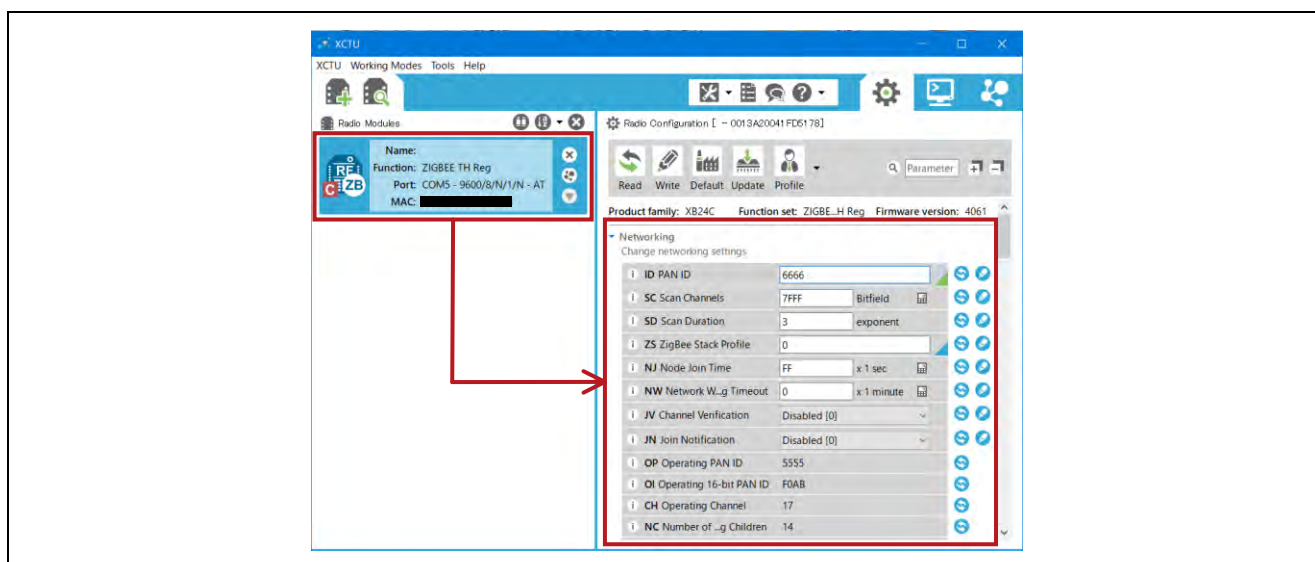 XCTU
XCTU Working Modes Tools Help
Radio Modules
Name:
Function: ZIGBEE TH Reg
Port: COM5 - 9600/8/N/1/N - AT
MAC:
RF
C ZB
Radio Configuration [ - 0013A20041FD5178]
Read Write Default Update Profile
Parameter
Product family: XB24C Function set: ZIGBE...H Reg Firmware version: 4061
Networking
Change networking settings
i ID PAN ID 6666
i SC Scan Channels 7FFF Bitfield
i SD Scan Duration 3 exponent
i ZS ZigBee Stack Profile 0
i NJ Node Join Time FF x 1 sec
i NW Network W...g Timeout 0 x 1 minute
i JV Channel Verification Disabled [0]
i JN Join Notification Disabled [0]
i OP Operating PAN ID 5555
i OI Operating 16-bit PAN ID F0AB
i CH Operating Channel 17
i NC Number of ...g Children 14